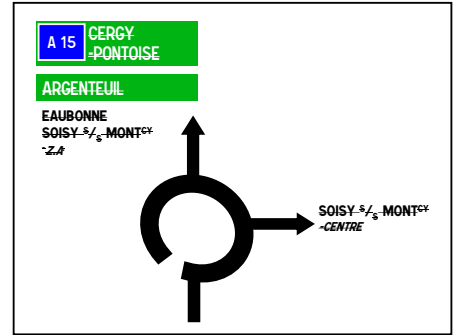 A 15
CERGY
-PONTOISE
ARGENTEUIL
EAUBONNE
SOISY S/S MONTCY
-Z.A
SOISY S/S MONTCY
-CENTRE